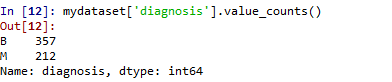 In [12]: mydataset['diagnosis'].value_counts()
Out[12]:
B    357
M    212
Name: diagnosis, dtype: int64